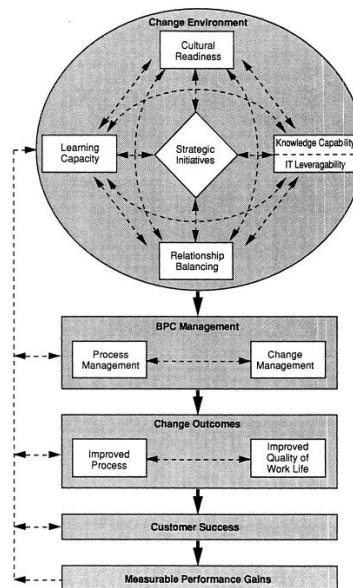 Change Environment
Cultural
Readiness
Learning
Capacity
Strategic
Initiatives
Knowledge Capability
IT Leveragability
Relationship
Balancing
BPC Management
Process
Management
Change
Management
Change Outcomes
Improved
Process
Improved
Quality of
Work Life
Customer Success
Measurable Performance Gains